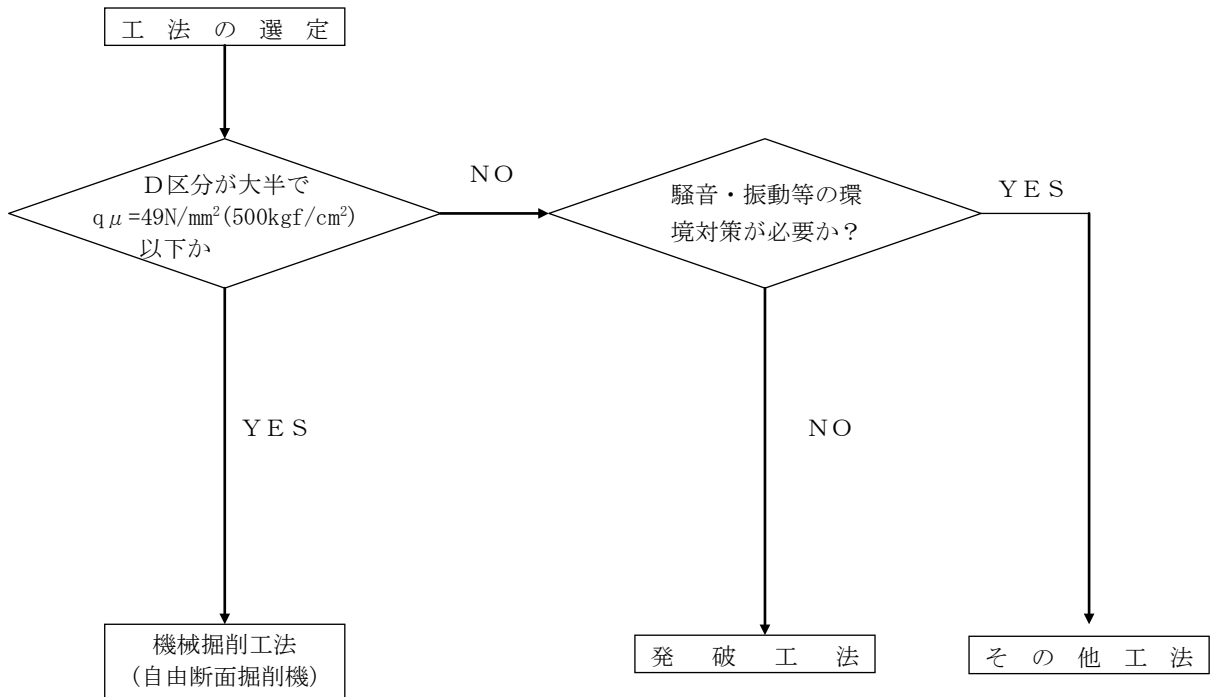 工法の選定
D区分が大半で
qμ=49N/mm²(500kgf/cm²)
以下か
NO
騒音・振動等の環
境対策が必要か?
YES
YES
NO
機械掘削工法
(自由断面掘削機)
発破工法
その他工法